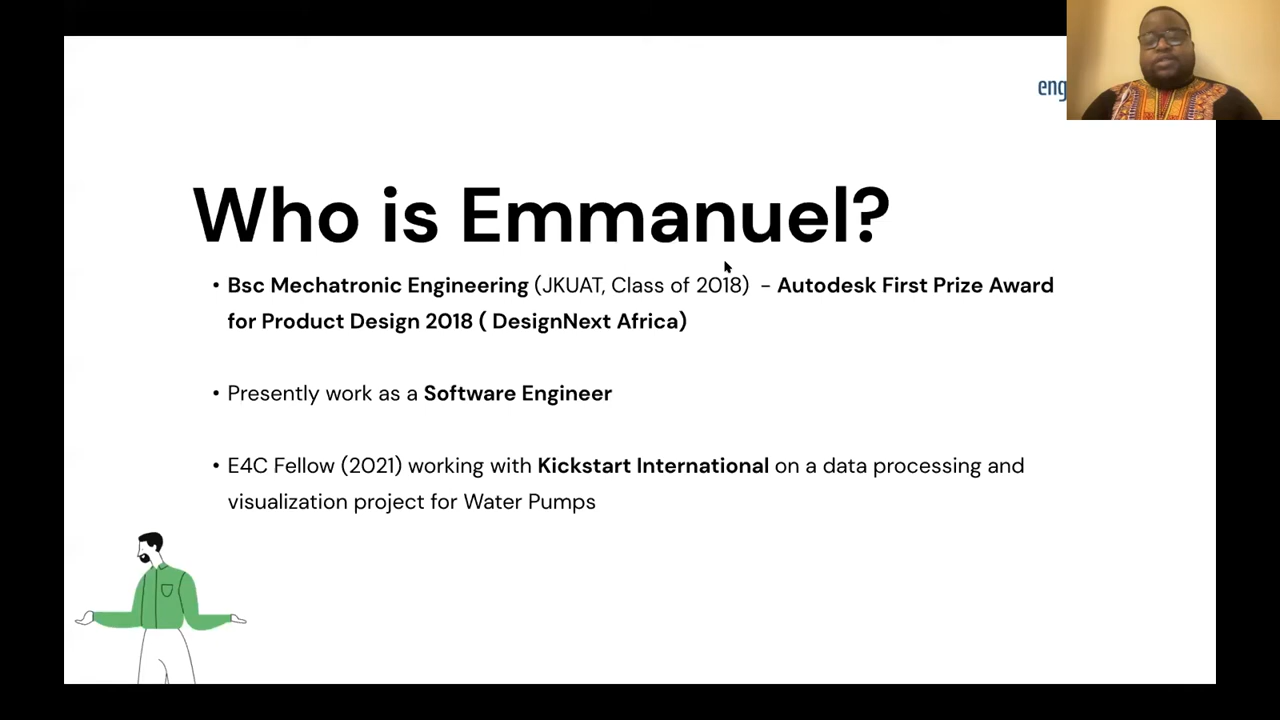 eng
Who is Emmanuel?
• Bsc Mechatronic Engineering (JKUAT, Class of 2018) - Autodesk First Prize Award
for Product Design 2018 ( DesignNext Africa)
• Presently work as a Software Engineer
• E4C Fellow (2021) working with Kickstart International on a data processing and
visualization project for Water Pumps